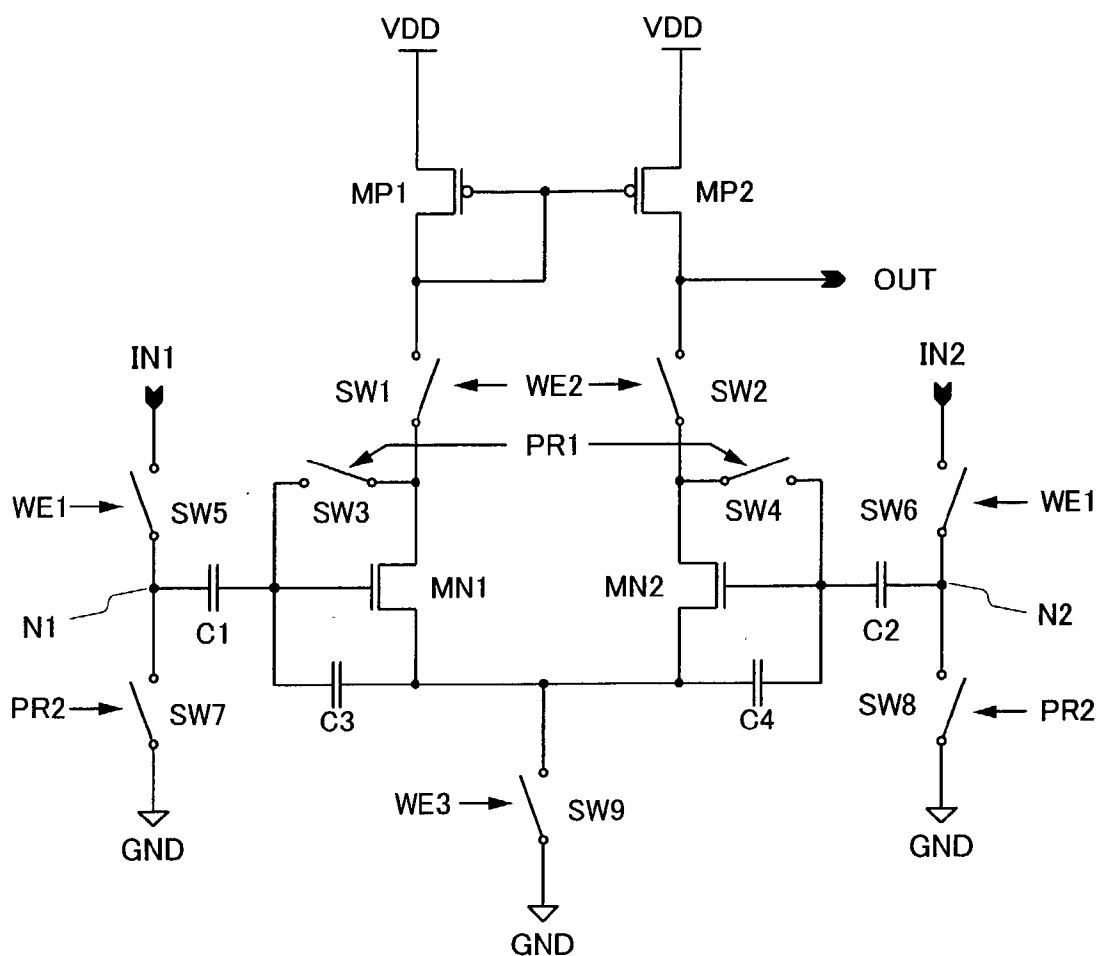 VDD VDD
MP1 MP2
OUT
IN1 IN2
SW1 WE2 SW2
PR1
WE1 SW5 SW3 SW4 SW6 WE1
MN1 MN2
N1 C1 C2 N2
PR2 SW7 C3 C4 SW8 PR2
WE3 SW9
GND GND
GND